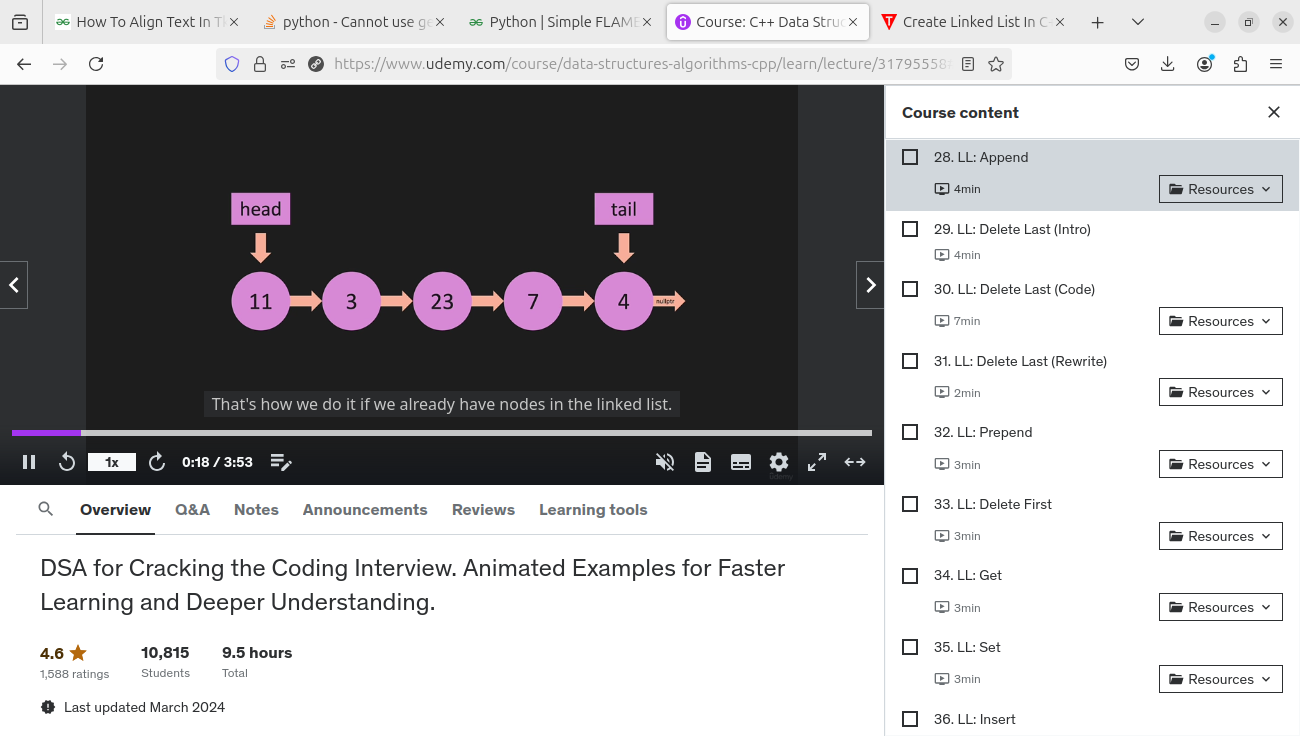 How To Align Text In T
python - Cannot use ge
Python | Simple FLAME
Course: C++ Data Struc
Create Linked List In C
https://www.udemy.com/course/data-structures-algorithms-cpp/learn/lecture/31795558
head
tail
11
3
23
7
4
nullptr
That's how we do it if we already have nodes in the linked list.
1x
0:18 / 3:53
Overview
Q&A
Notes
Announcements
Reviews
Learning tools
DSA for Cracking the Coding Interview. Animated Examples for Faster
Learning and Deeper Understanding.
4.6
10,815
9.5 hours
1,588 ratings
Students
Total
Last updated March 2024
Course content
28. LL: Append
4min
Resources
29. LL: Delete Last (Intro)
4min
30. LL: Delete Last (Code)
7min
Resources
31. LL: Delete Last (Rewrite)
2min
Resources
32. LL: Prepend
3min
Resources
33. LL: Delete First
3min
Resources
34. LL: Get
3min
Resources
35. LL: Set
3min
Resources
36. LL: Insert